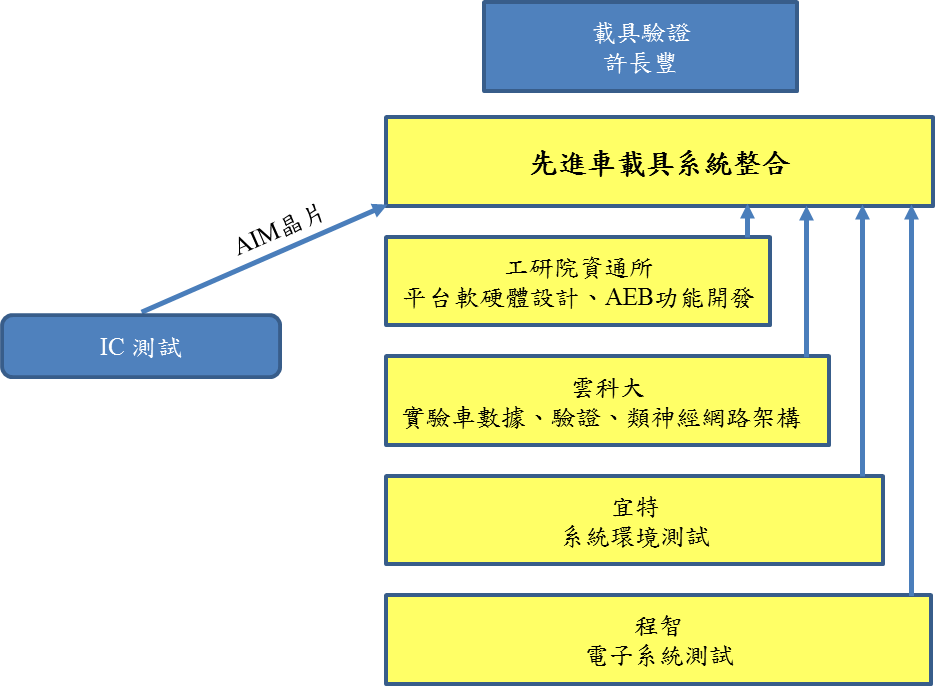 載具驗證
許長豐
先進車載具系統整合
AIM晶片
工研院資通所
平台軟硬體設計、AEB功能開發
IC 測試
雲科大
實驗車數據、驗證、類神經網路架構
宜特
系統環境測試
程智
電子系統測試